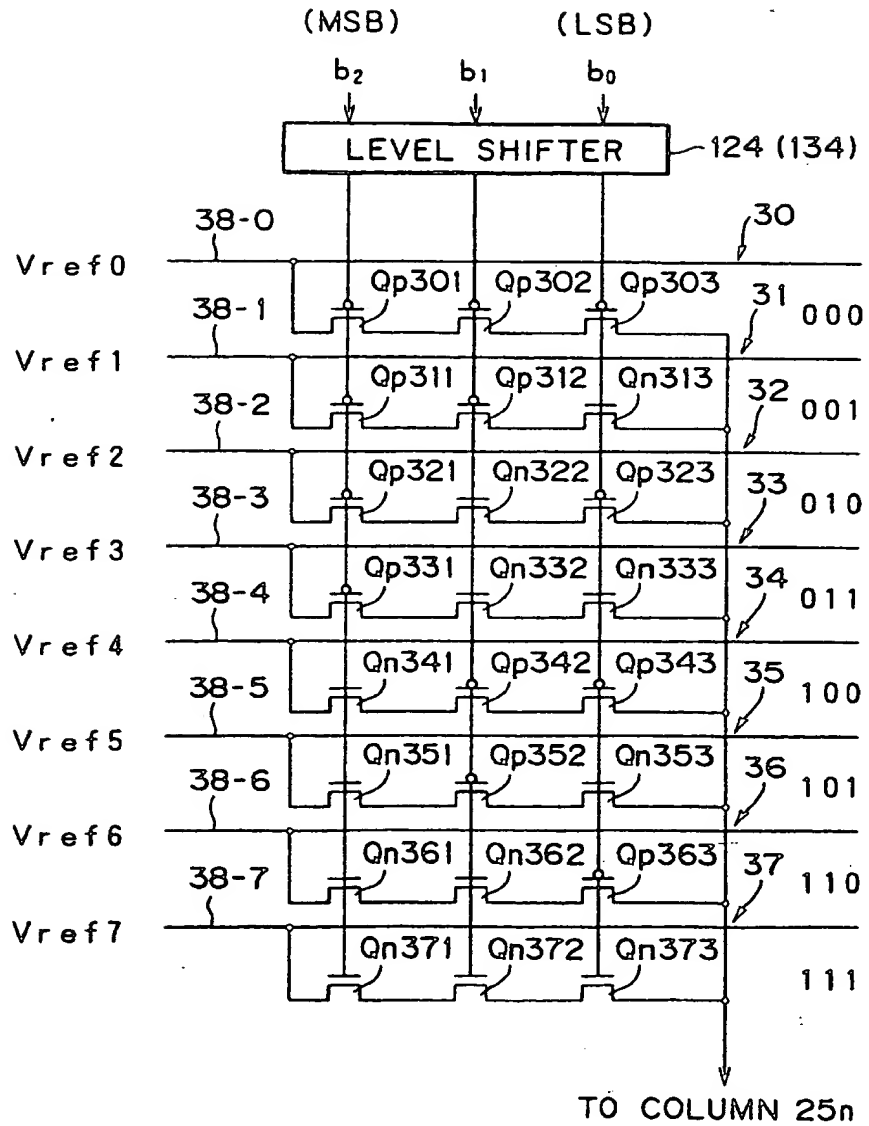 (MSB) (LSB)
b2 b1 b0
LEVEL SHIFTER 124 (134)
38-0 30
Vref0
Qp301 Qp302 Qp303
38-1 31 000
Vref1
Qp311 Qp312 Qn313
38-2 32 001
Vref2
Qp321 Qn322 Qp323
38-3 33 010
Vref3
Qp331 Qn332 Qn333
38-4 34 011
Vref4
Qn341 Qp342 Qp343
38-5 35 100
Vref5
Qn351 Qp352 Qn353
38-6 36 101
Vref6
Qn361 Qn362 Qp363
38-7 37 110
Vref7
Qn371 Qn372 Qn373
111
TO COLUMN 25n